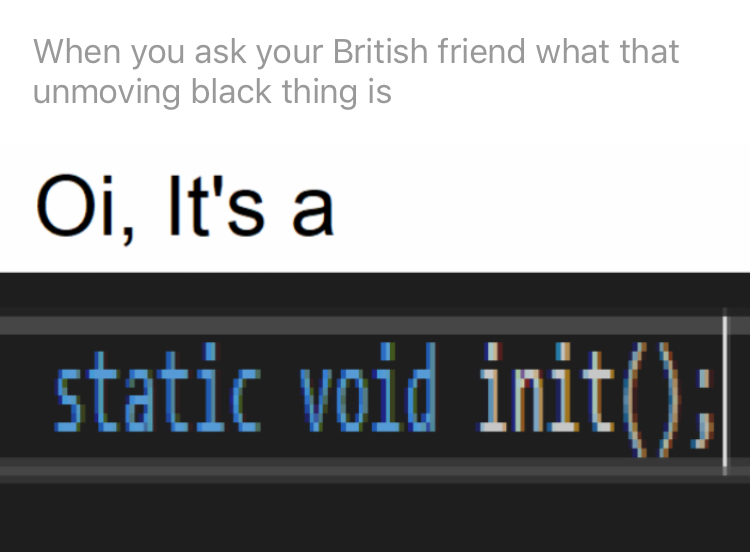 When you ask your British friend what that
unmoving black thing is
Oi, It's a
static void init();